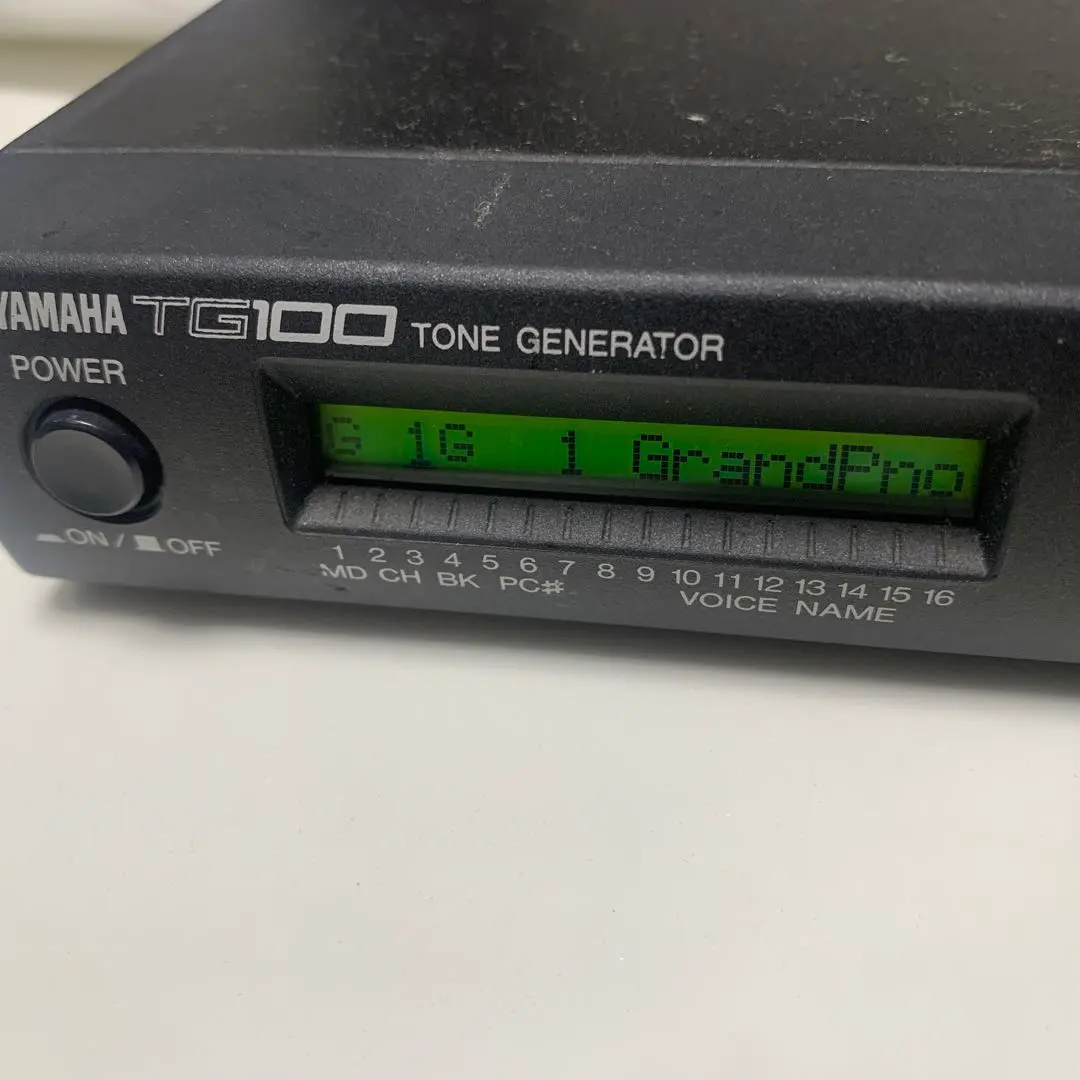 YAMAHA TG100 TONE GENERATOR
POWER
G 1G 1 GrandPno
ON / OFF
1 2 3 4 5 6 7 8 9 10 11 12 13 14 15 16
MD CH BK PC# VOICE NAME